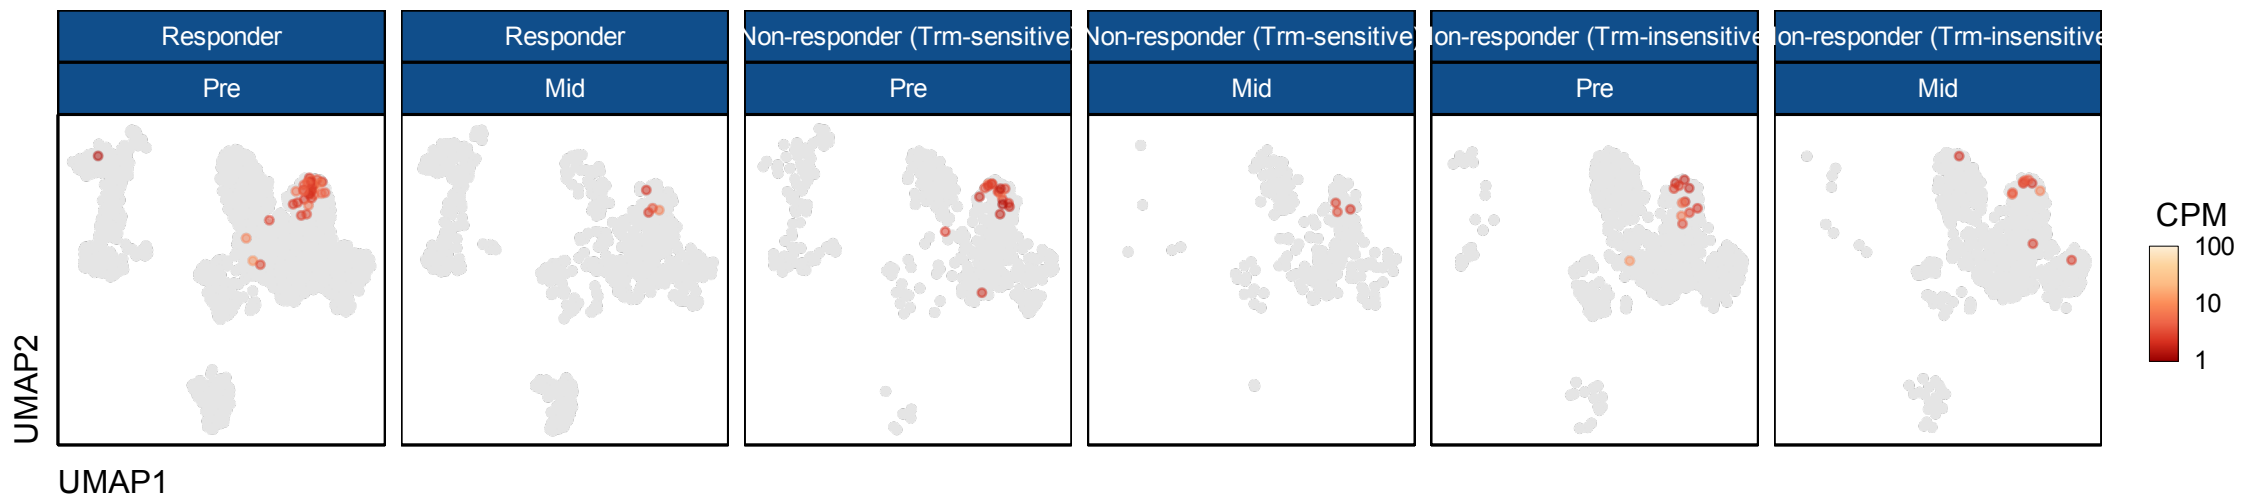 Responder
Responder
Non-responder (Trm-sensitive)
Non-responder (Trm-sensitive)
on-responder (Trm-insensitive
on-responder (Trm-insensitive
Pre
Mid
Pre
Mid
Pre
Mid
CPM
100
10
1
UMAP2
UMAP1